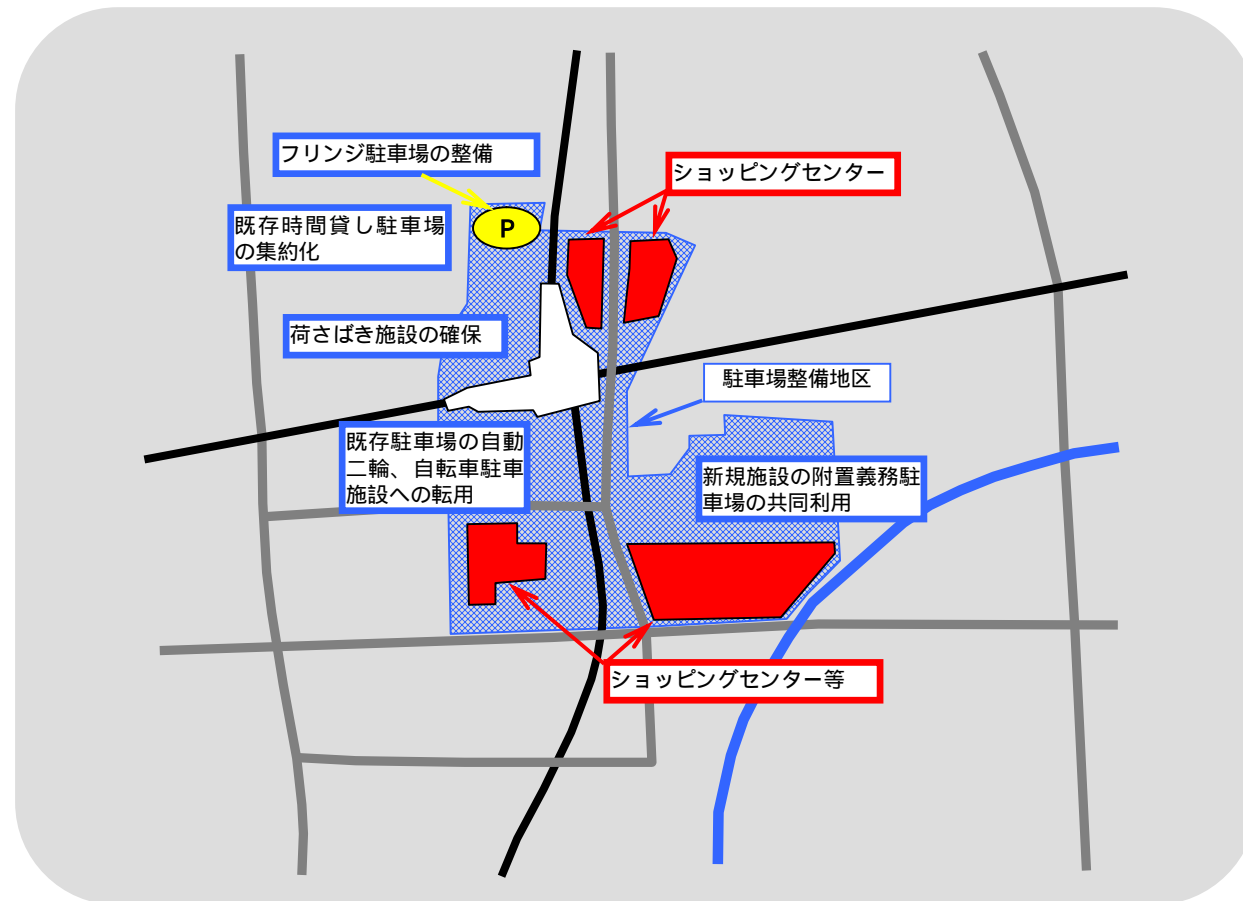 フリンジ駐車場の整備
ショッピングセンター
P
既存時間貸し駐車場
の集約化
荷さばき施設の確保
駐車場整備地区
既存駐車場の自動
二輪、自転車駐車
施設への転用
新規施設の附置義務駐
車場の共同利用
ショッピングセンター等